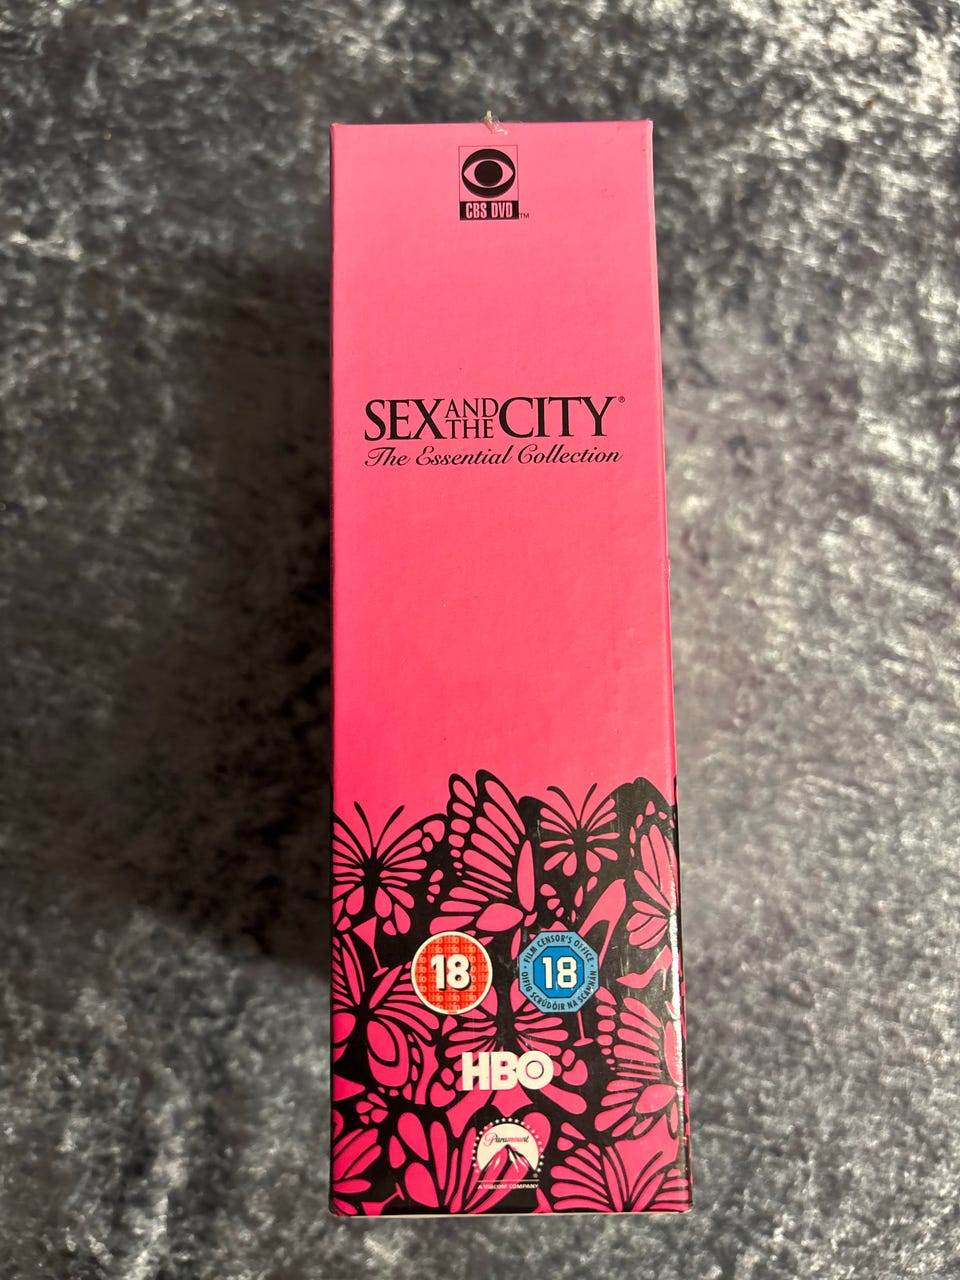 CBS DVD TM
SEX AND THE CITY®
The Essential Collection
18
FILM CENSOR'S OFFICE
18
OIFIG SCRÚDÓIR NA SCANNÁN
HBO
Paramount
A VIACOM COMPANY